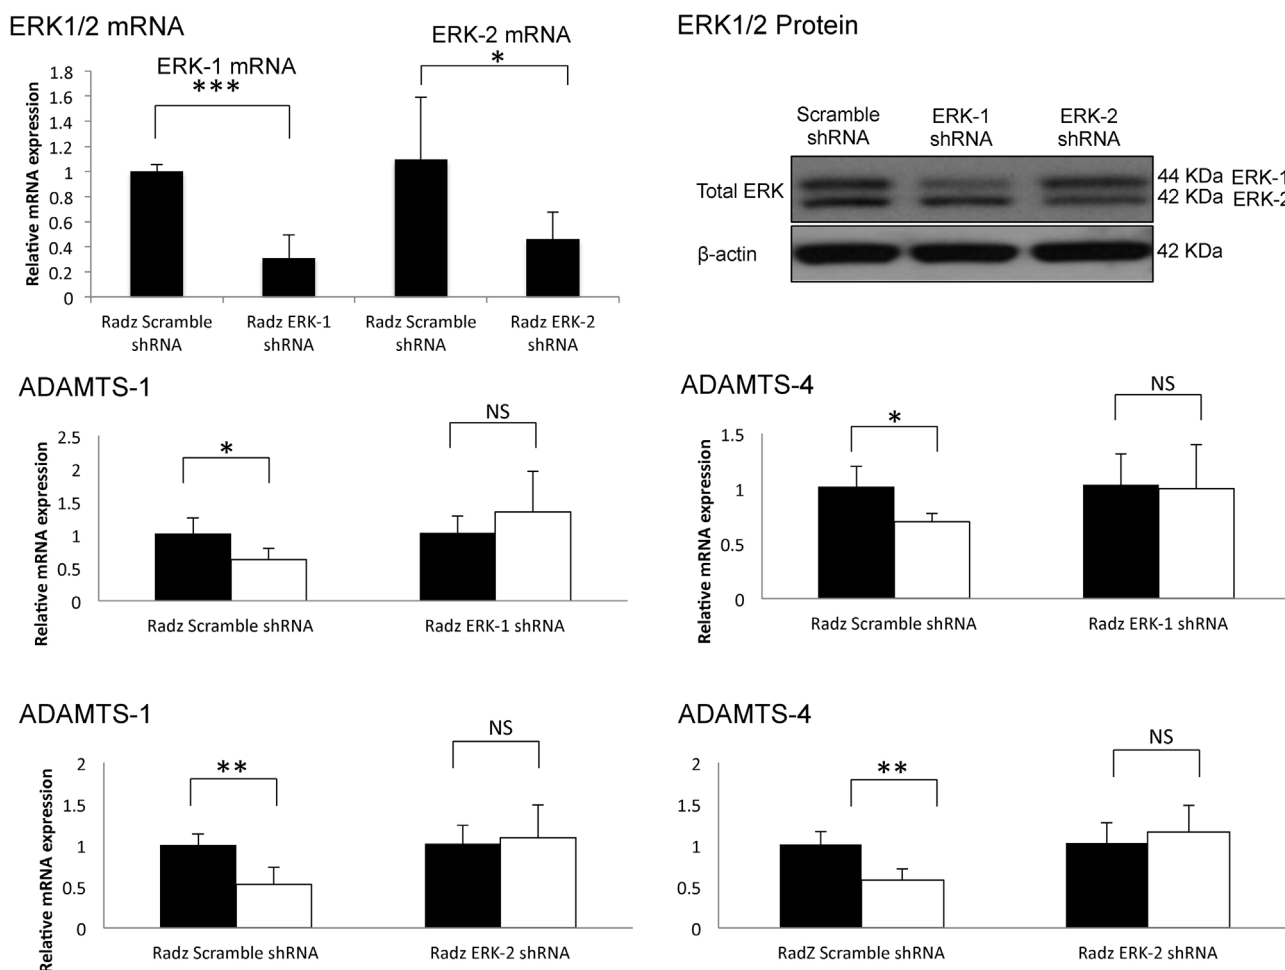 ERK1/2 mRNA
ERK-1 mRNA
***
ERK-2 mRNA
*
Relative mRNA expression
1.8
1.6
1.4
1.2
1
0.8
0.6
0.4
0.2
0
Radz Scramble
shRNA
Radz ERK-1
shRNA
Radz Scramble
shRNA
Radz ERK-2
shRNA
ERK1/2 Protein
Scramble
shRNA
ERK-1
shRNA
ERK-2
shRNA
Total ERK
44 KDa ERK-1
42 KDa ERK-2
β-actin
42 KDa
ADAMTS-1
Relative mRNA expression
2.5
2
1.5
1
0.5
0
*
NS
Radz Scramble shRNA
Radz ERK-1 shRNA
ADAMTS-4
Relative mRNA expression
1.5
1
0.5
0
*
NS
Radz Scramble shRNA
Radz ERK-1 shRNA
ADAMTS-1
Relative mRNA expression
2
1.5
1
0.5
0
**
NS
Radz Scramble shRNA
Radz ERK-2 shRNA
ADAMTS-4
2
1.5
1
0.5
0
**
NS
RadZ Scramble shRNA
Radz ERK-2 shRNA